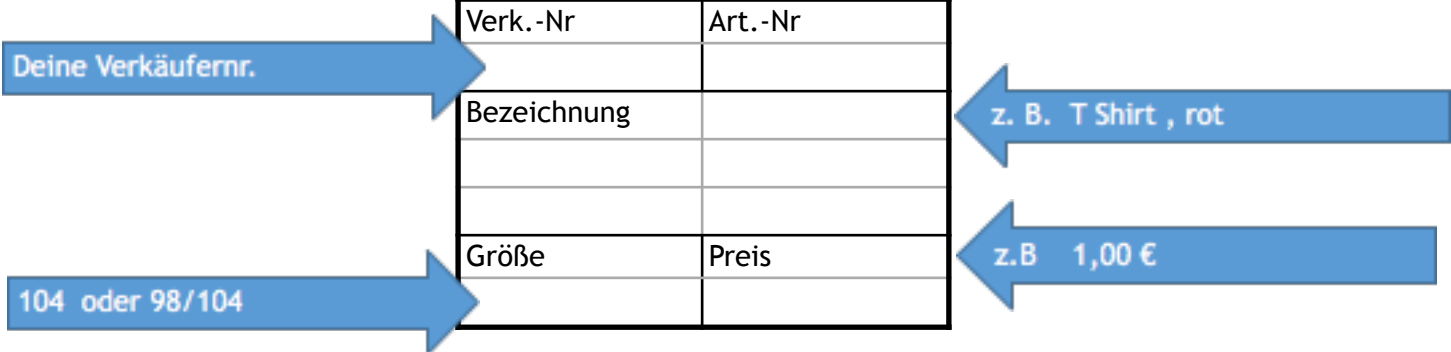 Verk.-Nr Art.-Nr
Deine Verkäufernr.
Bezeichnung
z. B. T Shirt , rot
Größe Preis
z.B 1,00 €
104 oder 98/104